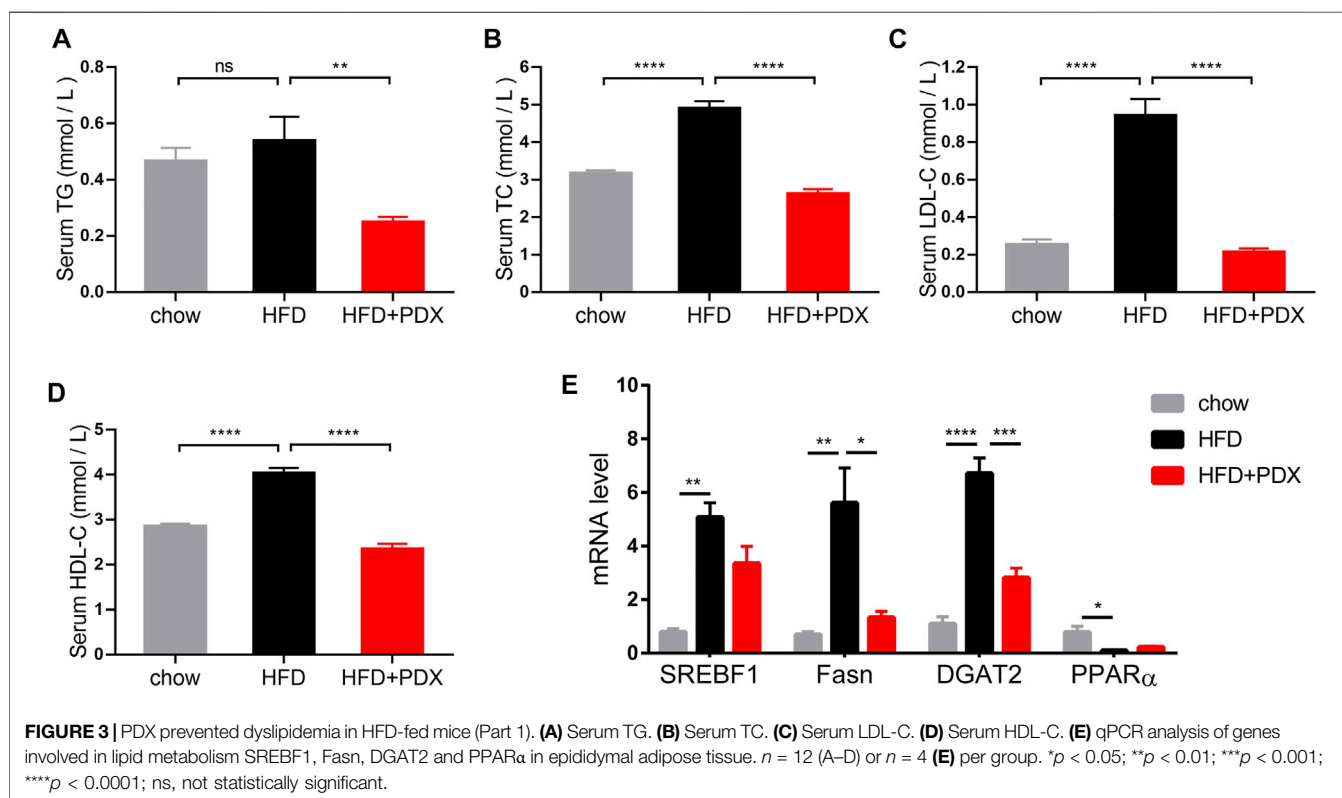 A
Serum TG (mmol / L)
0.8
0.6
0.4
0.2
0.0
ns
**
chow
HFD
HFD+PDX
B
Serum TC (mmol / L)
6
5
4
3
2
1
0
****
****
chow
HFD
HFD+PDX
C
Serum LDL-C (mmol / L)
1.2
1.0
0.8
0.6
0.4
0.2
0.0
****
****
chow
HFD
HFD+PDX
D
Serum HDL-C (mmol / L)
5
4
3
2
1
0
****
****
chow
HFD
HFD+PDX
E
mRNA level
10
8
6
4
2
0
**
**
*
****
***
*
SREBF1
Fasn
DGAT2
PPARα
chow
HFD
HFD+PDX
FIGURE 3 | PDX prevented dyslipidemia in HFD-fed mice (Part 1). (A) Serum TG. (B) Serum TC. (C) Serum LDL-C. (D) Serum HDL-C. (E) qPCR analysis of genes
involved in lipid metabolism SREBF1, Fasn, DGAT2 and PPARα in epididymal adipose tissue. n = 12 (A–D) or n = 4 (E) per group. *p < 0.05; **p < 0.01; ***p < 0.001;
****p < 0.0001; ns, not statistically significant.